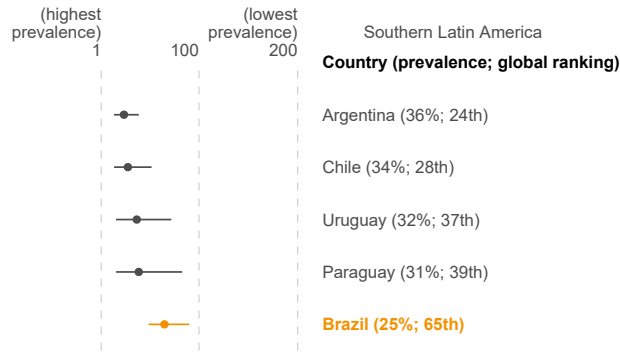 (highest prevalence)
(lowest prevalence)
1
100
200
Southern Latin America
Country (prevalence; global ranking)
Argentina (36%; 24th)
Chile (34%; 28th)
Uruguay (32%; 37th)
Paraguay (31%; 39th)
Brazil (25%; 65th)